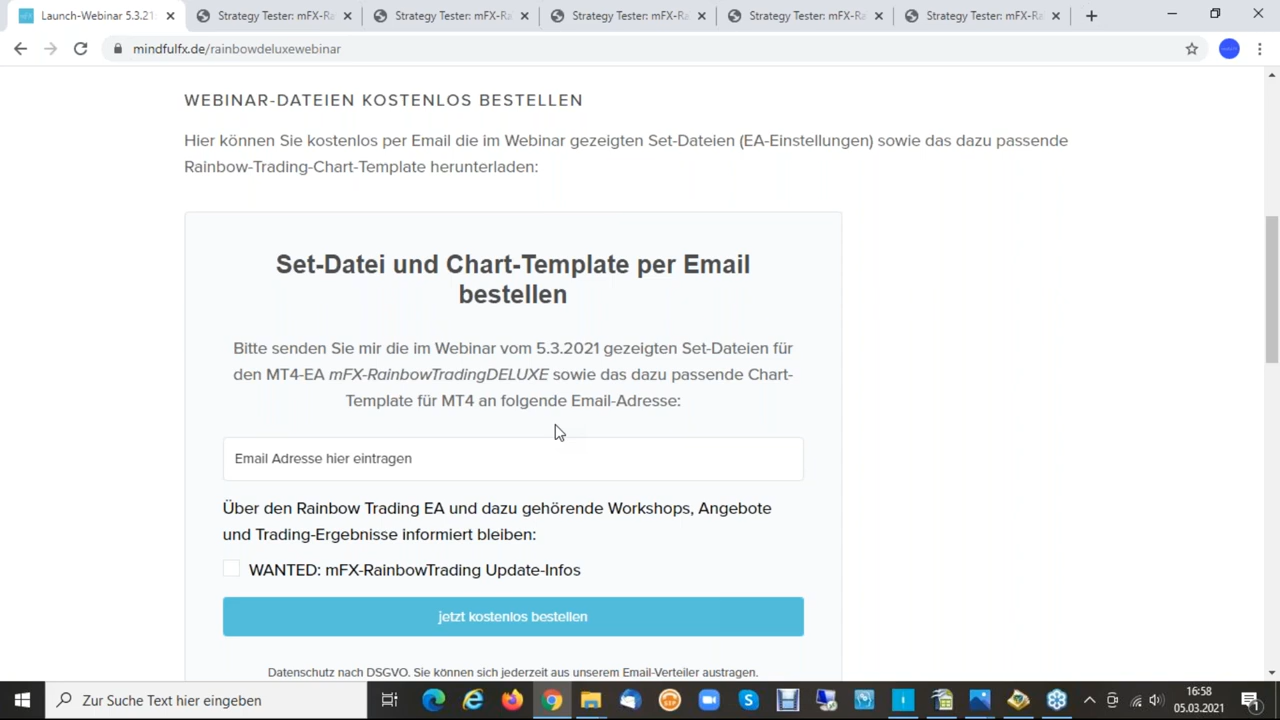 Launch-Webinar 5.3.21
Strategy Tester: mFX-Ra
Strategy Tester: mFX-Ra
Strategy Tester: mFX-Ra
Strategy Tester: mFX-Ra
Strategy Tester: mFX-Ra
mindfulfx.de/rainbowdeluxewebinar
WEBINAR-DATEIEN KOSTENLOS BESTELLEN
Hier können Sie kostenlos per Email die im Webinar gezeigten Set-Dateien (EA-Einstellungen) sowie das dazu passende
Rainbow-Trading-Chart-Template herunterladen:
Set-Datei und Chart-Template per Email
bestellen
Bitte senden Sie mir die im Webinar vom 5.3.2021 gezeigten Set-Dateien für
den MT4-EA mFX-RainbowTradingDELUXE sowie das dazu passende Chart-
Template für MT4 an folgende Email-Adresse:
Email Adresse hier eintragen
Über den Rainbow Trading EA und dazu gehörende Workshops, Angebote
und Trading-Ergebnisse informiert bleiben:
WANTED: mFX-RainbowTrading Update-Infos
jetzt kostenlos bestellen
Datenschutz nach DSGVO. Sie können sich jederzeit aus unserem Email-Verteiler austragen.
Zur Suche Text hier eingeben
16:58
05.03.2021